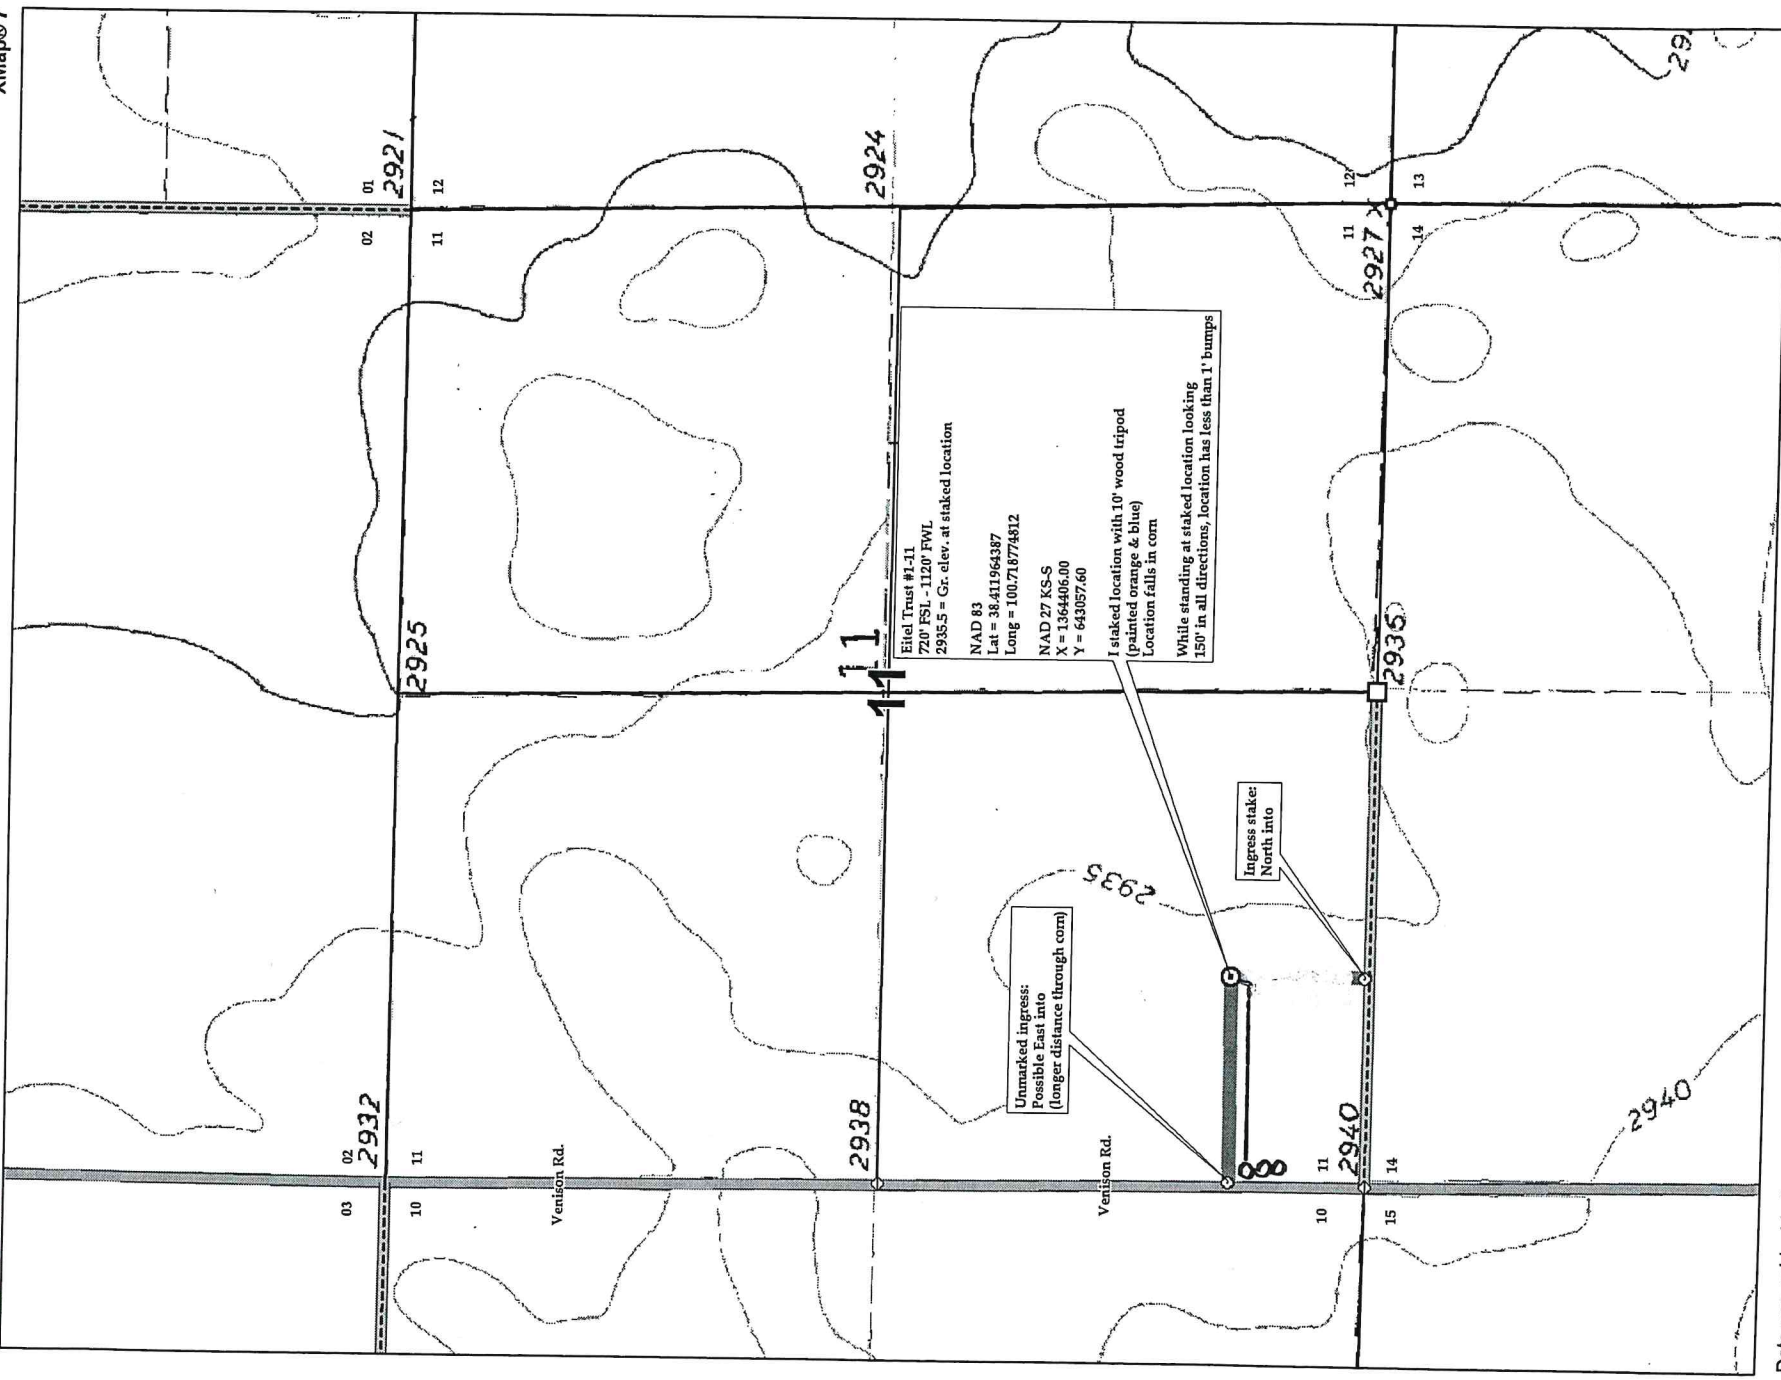 03
02
2932
10
11
02
01
2921
11
12
2925
Venison Rd.
2938
11
11
2924
Eitel Trust #1-11
720' FSL - 1120' FWL
2935.5 = Gr. elev. at staked location
NAD 83
Lat = 38.411964387
Long = 100.718774812
NAD 27 KS-S
X = 1364406.00
Y = 643057.60
I staked location with 10' wood tripod
(painted orange & blue)
Location falls in corn
While standing at staked location looking
150' in all directions, location has less than 1' bumps
Unmarked ingress:
Possible East into
(longer distance through corn)
2935
Venison Rd.
Ingress stake:
North into
10
11
2940
15
14
2936
11
12
2927 X
14
13
2940